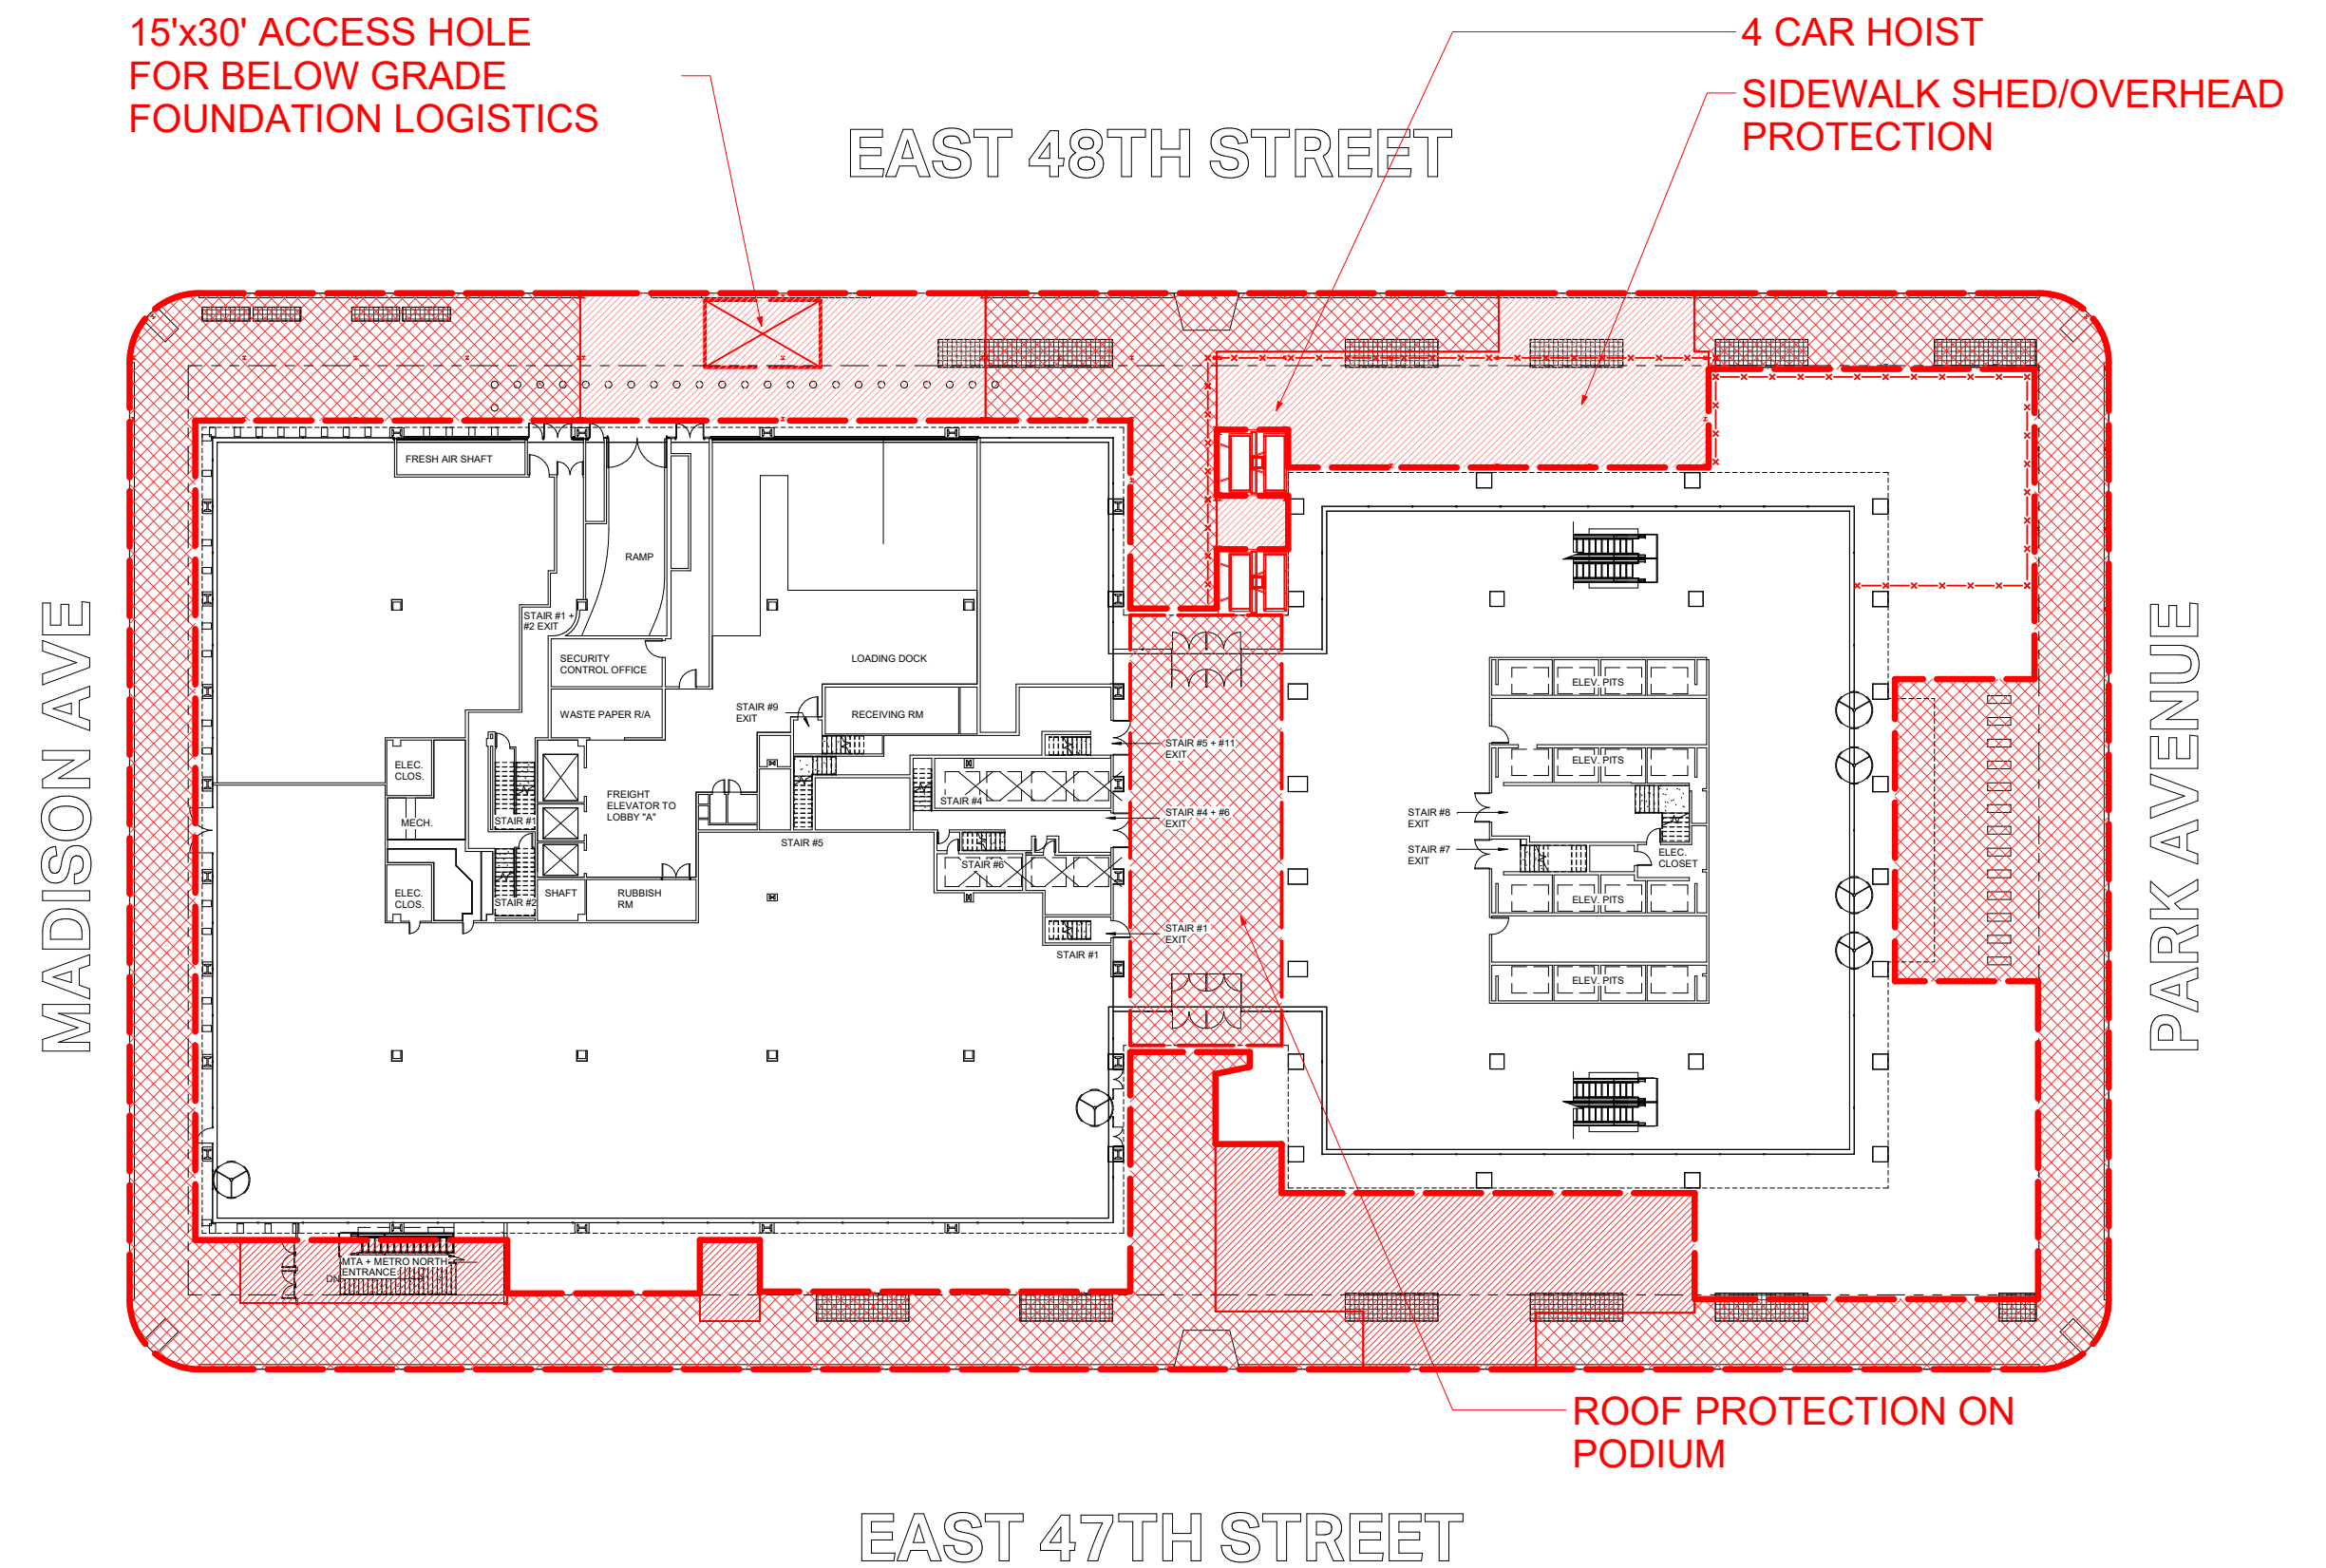 15'x30' ACCESS HOLE
FOR BELOW GRADE
FOUNDATION LOGISTICS
4 CAR HOIST
SIDEWALK SHED/OVERHEAD
PROTECTION
EAST 48TH STREET
MADISON AVE
PARK AVENUE
FRESH AIR SHAFT
RAMP
STAIR #1 +
#2 EXIT
SECURITY
CONTROL OFFICE
LOADING DOCK
WASTE PAPER R/A
STAIR #9
EXIT
RECEIVING RM
ELEC.
CLOS.
MECH.
STAIR #1
FREIGHT
ELEVATOR TO
LOBBY "A"
STAIR #4
STAIR #5
STAIR #6
ELEC.
CLOS.
STAIR #2
SHAFT
RUBBISH
RM
STAIR #1
STAIR #5 + #11
EXIT
STAIR #4 + #6
EXIT
STAIR #1
EXIT
ELEV. PITS
ELEV. PITS
STAIR #8
EXIT
STAIR #7
EXIT
ELEC.
CLOSET
ELEV. PITS
ELEV. PITS
MTA + METRO NORTH
ENTRANCE
DN
ROOF PROTECTION ON
PODIUM
EAST 47TH STREET